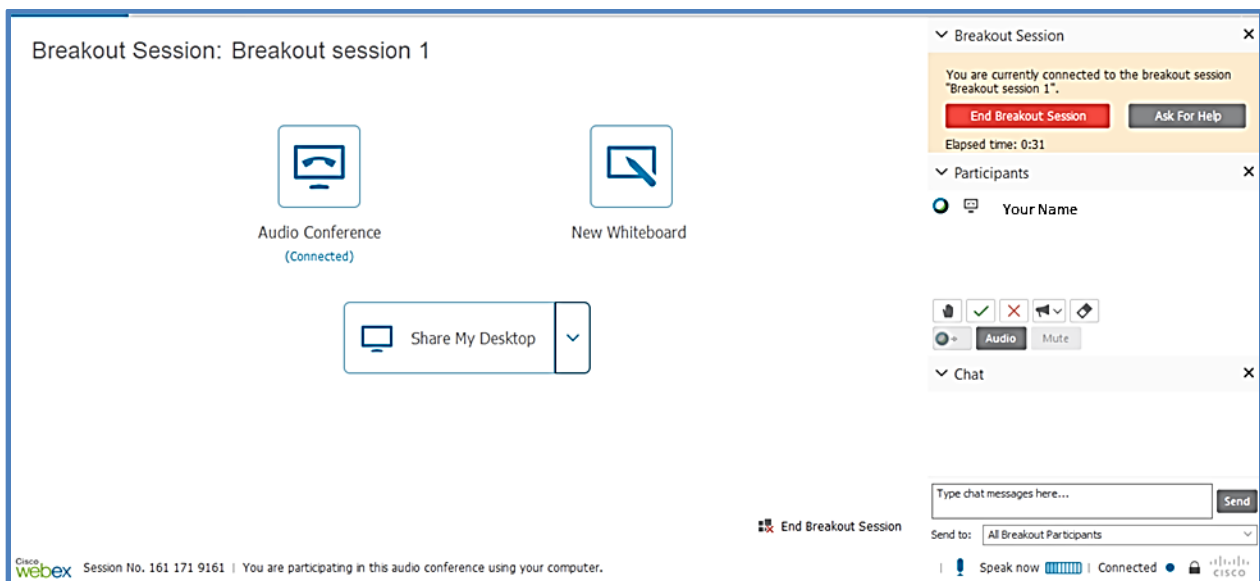 Breakout Session: Breakout session 1
Audio Conference
(Connected)
New Whiteboard
Share My Desktop
End Breakout Session
Cisco
webex Session No. 161 171 9161 | You are participating in this audio conference using your computer.
Breakout Session
You are currently connected to the breakout session
"Breakout session 1".
End Breakout Session Ask For Help
Elapsed time: 0:31
Participants
Your Name
Audio Mute
Chat
Type chat messages here...
Send
Send to: All Breakout Participants
Speak now | Connected
CISCO